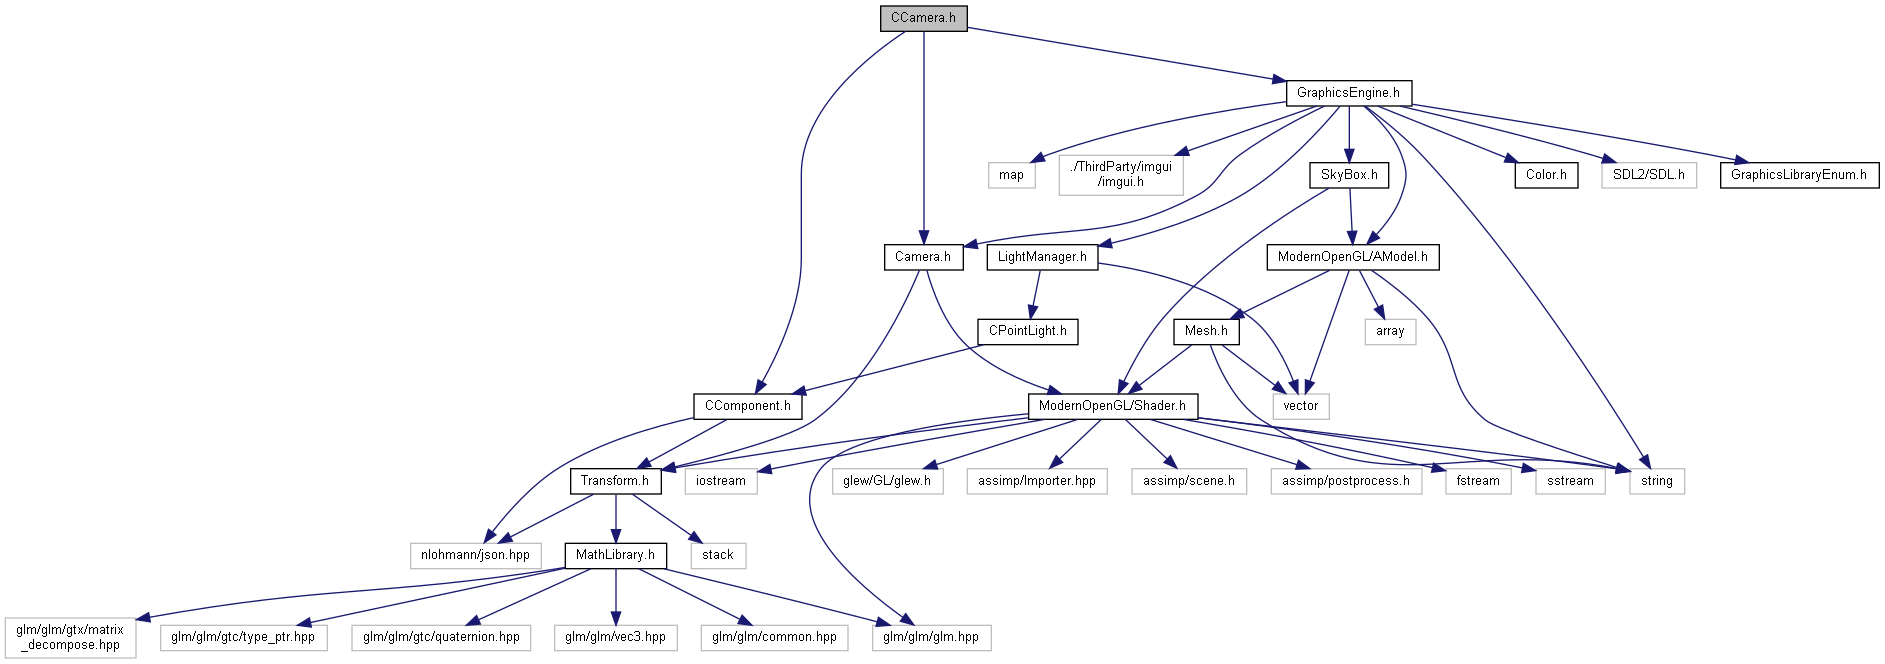 CCamera.h
GraphicsEngine.h
map
./ThirdParty/imgui
/imgui.h
SkyBox.h
Color.h
SDL2/SDL.h
GraphicsLibraryEnum.h
Camera.h
LightManager.h
ModernOpenGL/AModel.h
CPointLight.h
Mesh.h
array
CComponent.h
ModernOpenGL/Shader.h
vector
Transform.h
iostream
glew/GL/glew.h
assimp/Importer.hpp
assimp/scene.h
assimp/postprocess.h
fstream
sstream
string
nlohmann/json.hpp
MathLibrary.h
stack
glm/glm/gtx/matrix
_decompose.hpp
glm/glm/gtc/type_ptr.hpp
glm/glm/gtc/quaternion.hpp
glm/glm/vec3.hpp
glm/glm/common.hpp
glm/glm/glm.hpp